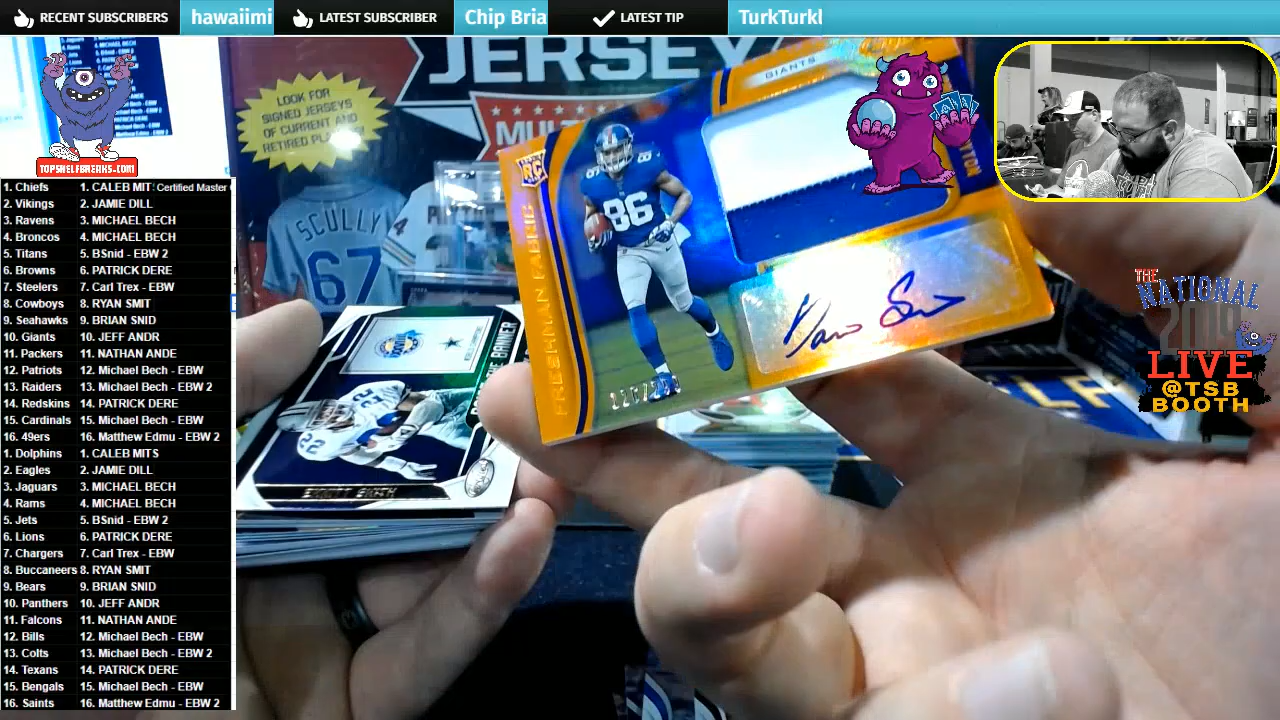 RECENT SUBSCRIBERS
hawaiimi
LATEST SUBSCRIBER
Chip Bria
LATEST TIP
TurkTurkl
TOPSHELFBREAKS.COM
1. Chiefs 1. CALEB MIT: Certified Master
2. Vikings 2. JAMIE DILL
3. Ravens 3. MICHAEL BECH
4. Broncos 4. MICHAEL BECH
5. Titans 5. BSnid - EBW 2
6. Browns 6. PATRICK DERE
7. Steelers 7. Carl Trex - EBW
8. Cowboys 8. RYAN SMIT
9. Seahawks 9. BRIAN SNID
10. Giants 10. JEFF ANDR
11. Packers 11. NATHAN ANDE
12. Patriots 12. Michael Bech - EBW
13. Raiders 13. Michael Bech - EBW 2
14. Redskins 14. PATRICK DERE
15. Cardinals 15. Michael Bech - EBW
16. 49ers 16. Matthew Edmu - EBW 2
1. Dolphins 1. CALEB MITS
2. Eagles 2. JAMIE DILL
3. Jaguars 3. MICHAEL BECH
4. Rams 4. MICHAEL BECH
5. Jets 5. BSnid - EBW 2
6. Lions 6. PATRICK DERE
7. Chargers 7. Carl Trex - EBW
8. Buccaneers 8. RYAN SMIT
9. Bears 9. BRIAN SNID
10. Panthers 10. JEFF ANDR
11. Falcons 11. NATHAN ANDE
12. Bills 12. Michael Bech - EBW
13. Colts 13. Michael Bech - EBW 2
14. Texans 14. PATRICK DERE
15. Bengals 15. Michael Bech - EBW
16. Saints 16. Matthew Edmu - EBW 2
JERSEY
LOOK FOR
SIGNED JERSEYS
OF CURRENT AND
RETIRED
SCULLY
67
GIANTS
RC
86
86
FRESHMAN FABRIC
22
EMMITT SMITH
BANNER
THE
NATIONAL
2019
LIVE
@TSB
BOOTH